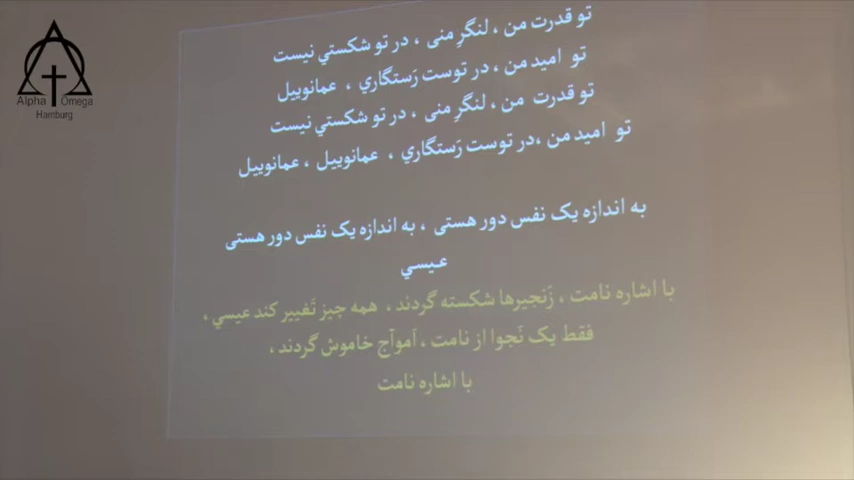 Alpha Omega
Hamburg
تو قدرت من ، لنگرِ منی ، در تو شکستي نیست
تو امید من ، در توست رَستگاري ، عمانوییل
تو قدرت من ، لنگرِ منی ، در تو شکستي نیست
تو امید من ،در توست رَستگاري ، عمانوییل ، عمانوییل
به اندازه یک نفس دور هستی ، به اندازه یک نفس دور هستی
عیسي
با اشاره نامت ، زَنجیرها شکسته گردند ، همه چیز تَغییر کند عیسي ،
فقط یک نَجوا از نامت ، اَمواج خاموش گردند ،
با اشاره نامت